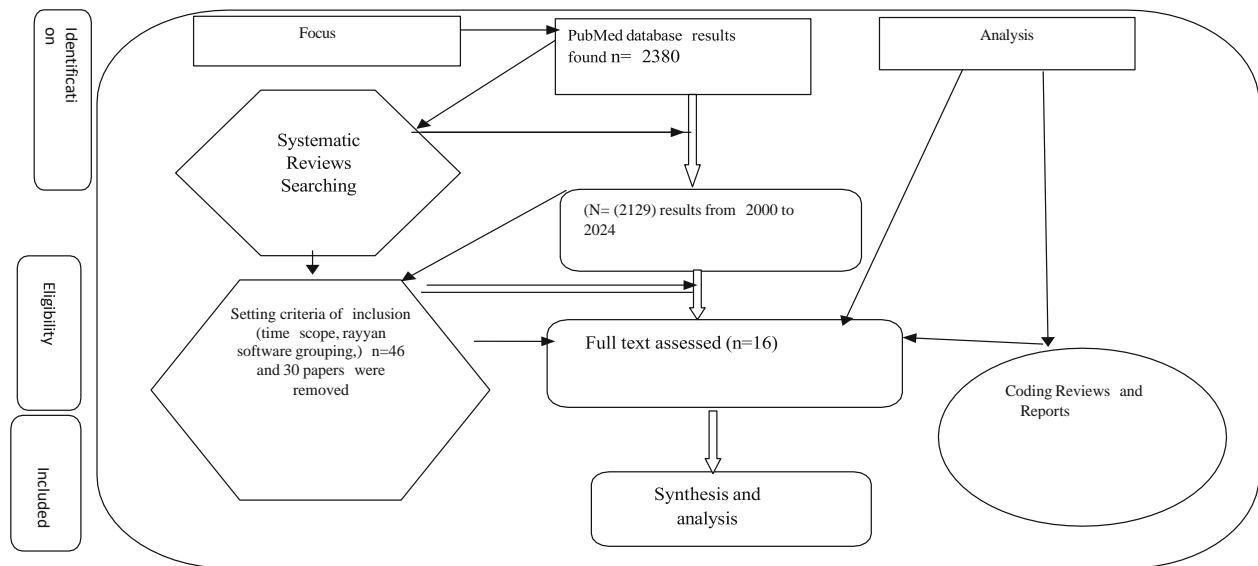 Identificati
on
Focus
PubMed database results
found n= 2380
Analysis
Systematic
Reviews
Searching
(N= (2129) results from 2000 to
2024
Eligibility
Setting criteria of inclusion
(time scope, rayyan
software grouping,) n=46
and 30 papers were
removed
Full text assessed (n=16)
Coding Reviews and
Reports
Included
Synthesis and
analysis